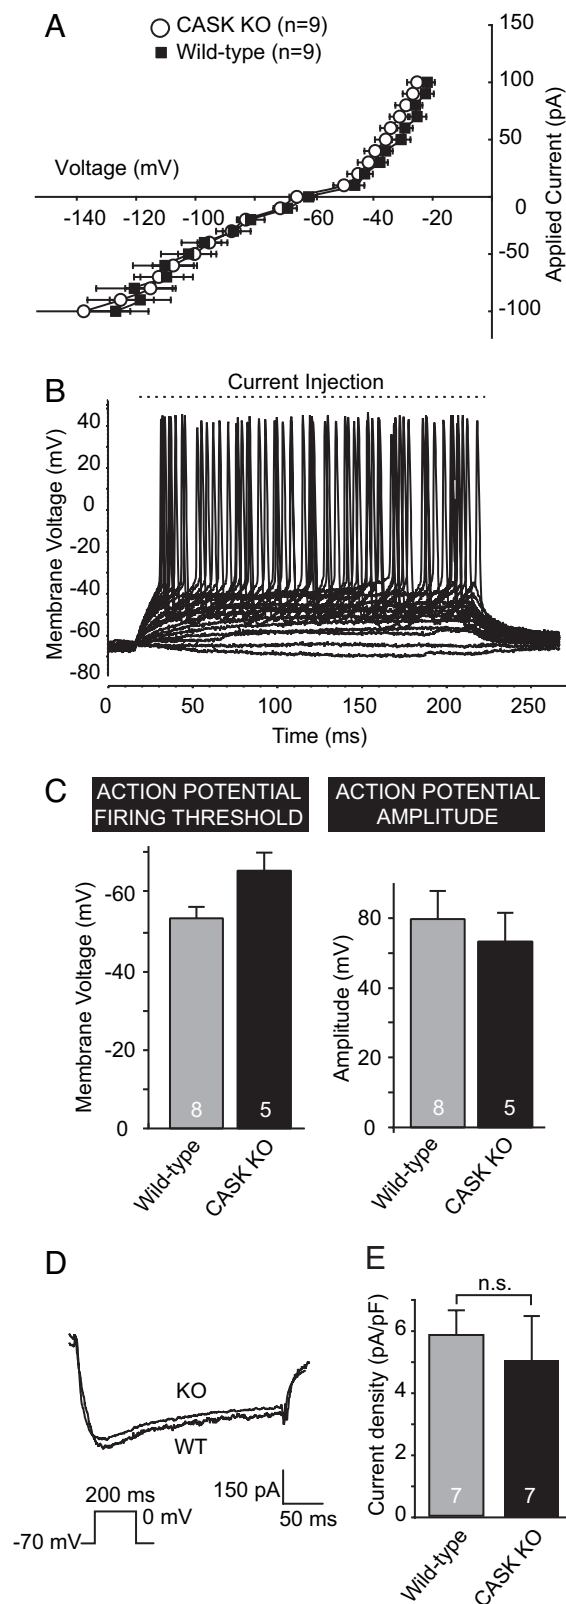 A
CASK KO (n=9)
Wild-type (n=9)
Voltage (mV)
Applied Current (pA)
150
100
50
0
-50
-100
-140 -120 -100 -80 -60 -40 -20
B
Current Injection
Membrane Voltage (mV)
40
20
0
-20
-40
-60
-80
0 50 100 150 200 250
Time (ms)
C
ACTION POTENTIAL
FIRING THRESHOLD
Membrane Voltage (mV)
-60
-40
-20
0
8 5
Wild-type
CASK KO
ACTION POTENTIAL
AMPLITUDE
Amplitude (mV)
80
40
20
0
8 5
Wild-type
CASK KO
D
KO
WT
200 ms
0 mV
-70 mV
150 pA
50 ms
E
n.s.
Current density (pA/pF)
6
4
2
0
7 7
Wild-type
CASK KO